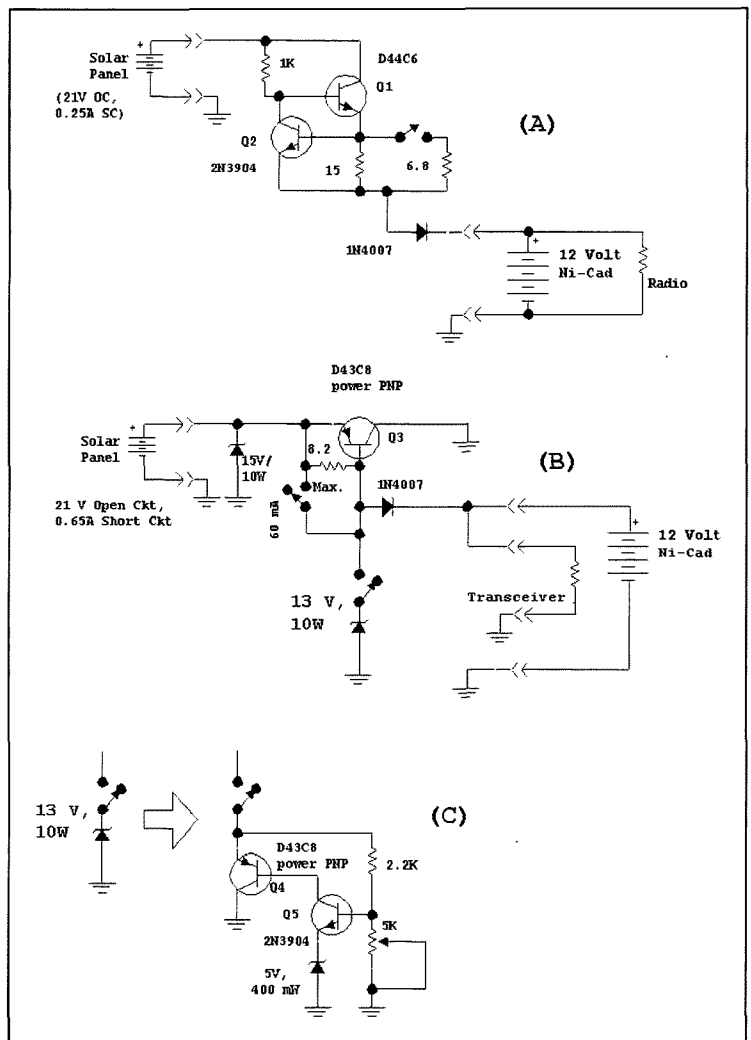 Solar
Panel
+
(21V OC,
0.25A SC)
1K
D44C6
Q1
Q2
2N3904
15
6.8
(A)
1N4007
+
12 Volt
Ni-Cad
Radio
D43C8
power PNP
Q3
+
Solar
Panel
21 V Open Ckt,
0.65A Short Ckt
15V/
10W
8.2
Max.
60 mA
1N4007
(B)
+
12 Volt
Ni-Cad
Transceiver
13 V,
10W
13 V,
10W
(C)
D43C8
power PNP
Q4
2.2K
Q5
2N3904
5K
5V,
400 mW